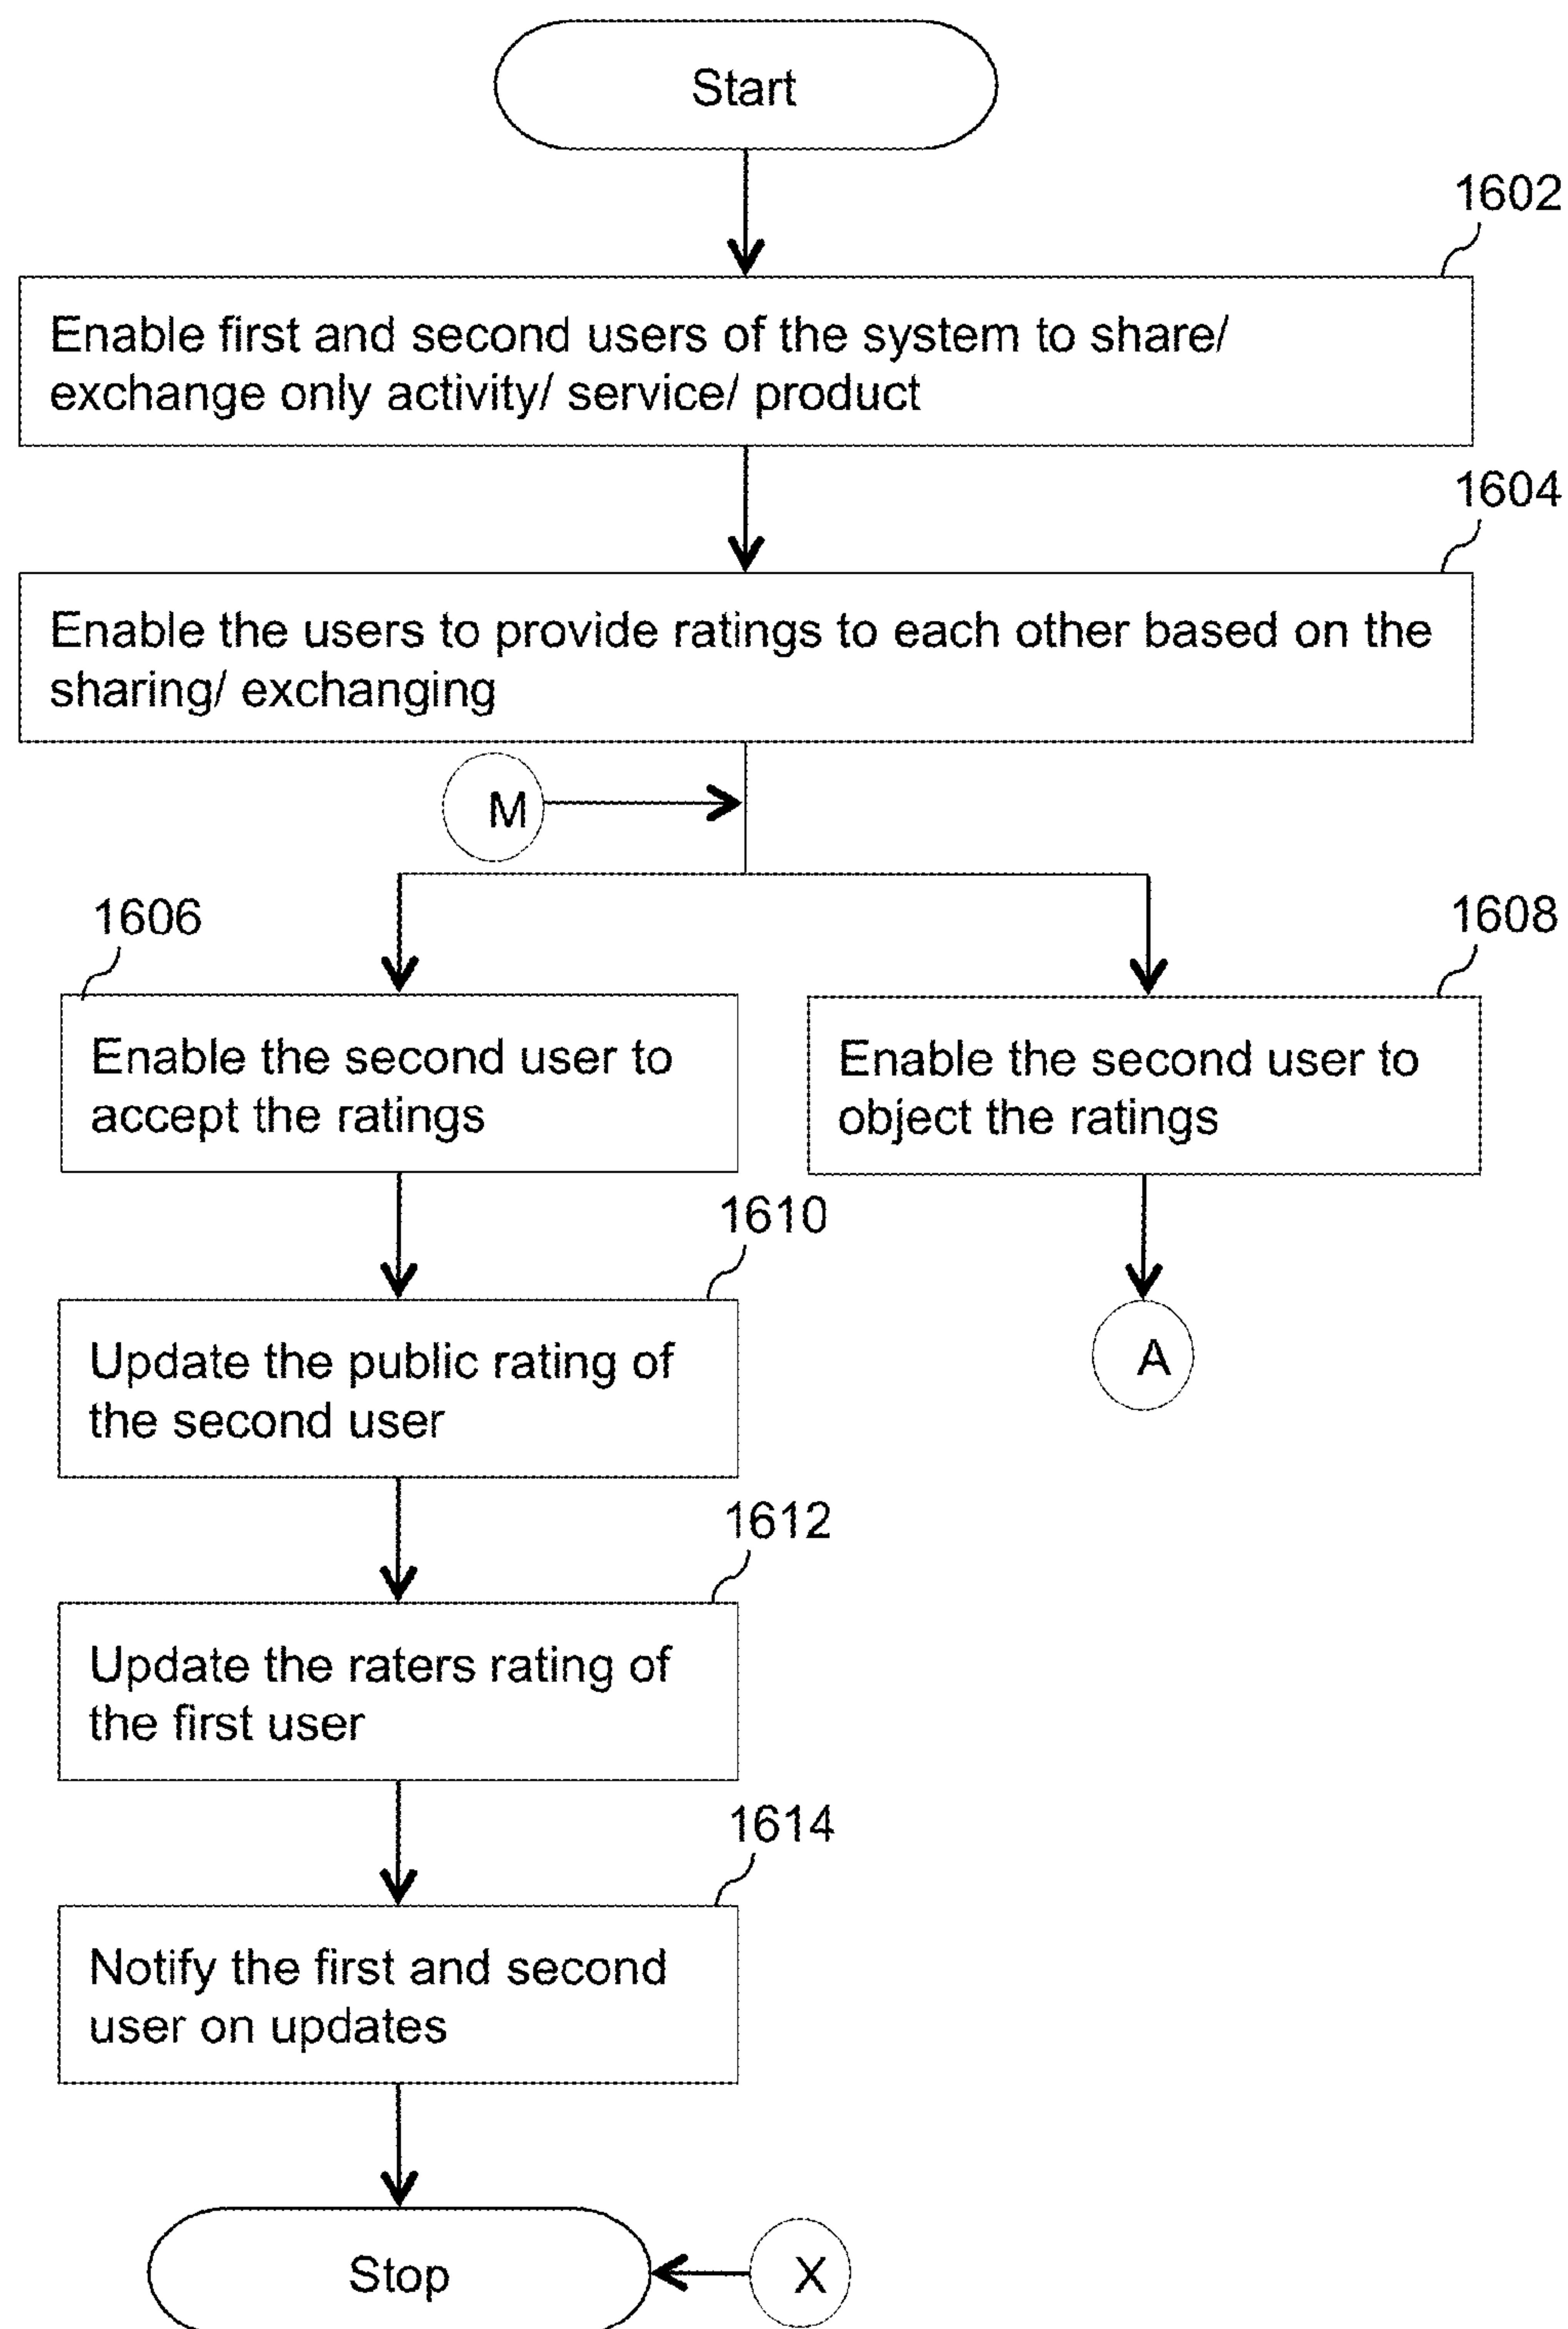 Start
1602
Enable first and second users of the system to share/
exchange only activity/ service/ product
1604
Enable the users to provide ratings to each other based on the
sharing/ exchanging
M
1606
Enable the second user to
accept the ratings
1608
Enable the second user to
object the ratings
1610
Update the public rating of
the second user
A
1612
Update the raters rating of
the first user
1614
Notify the first and second
user on updates
Stop
X